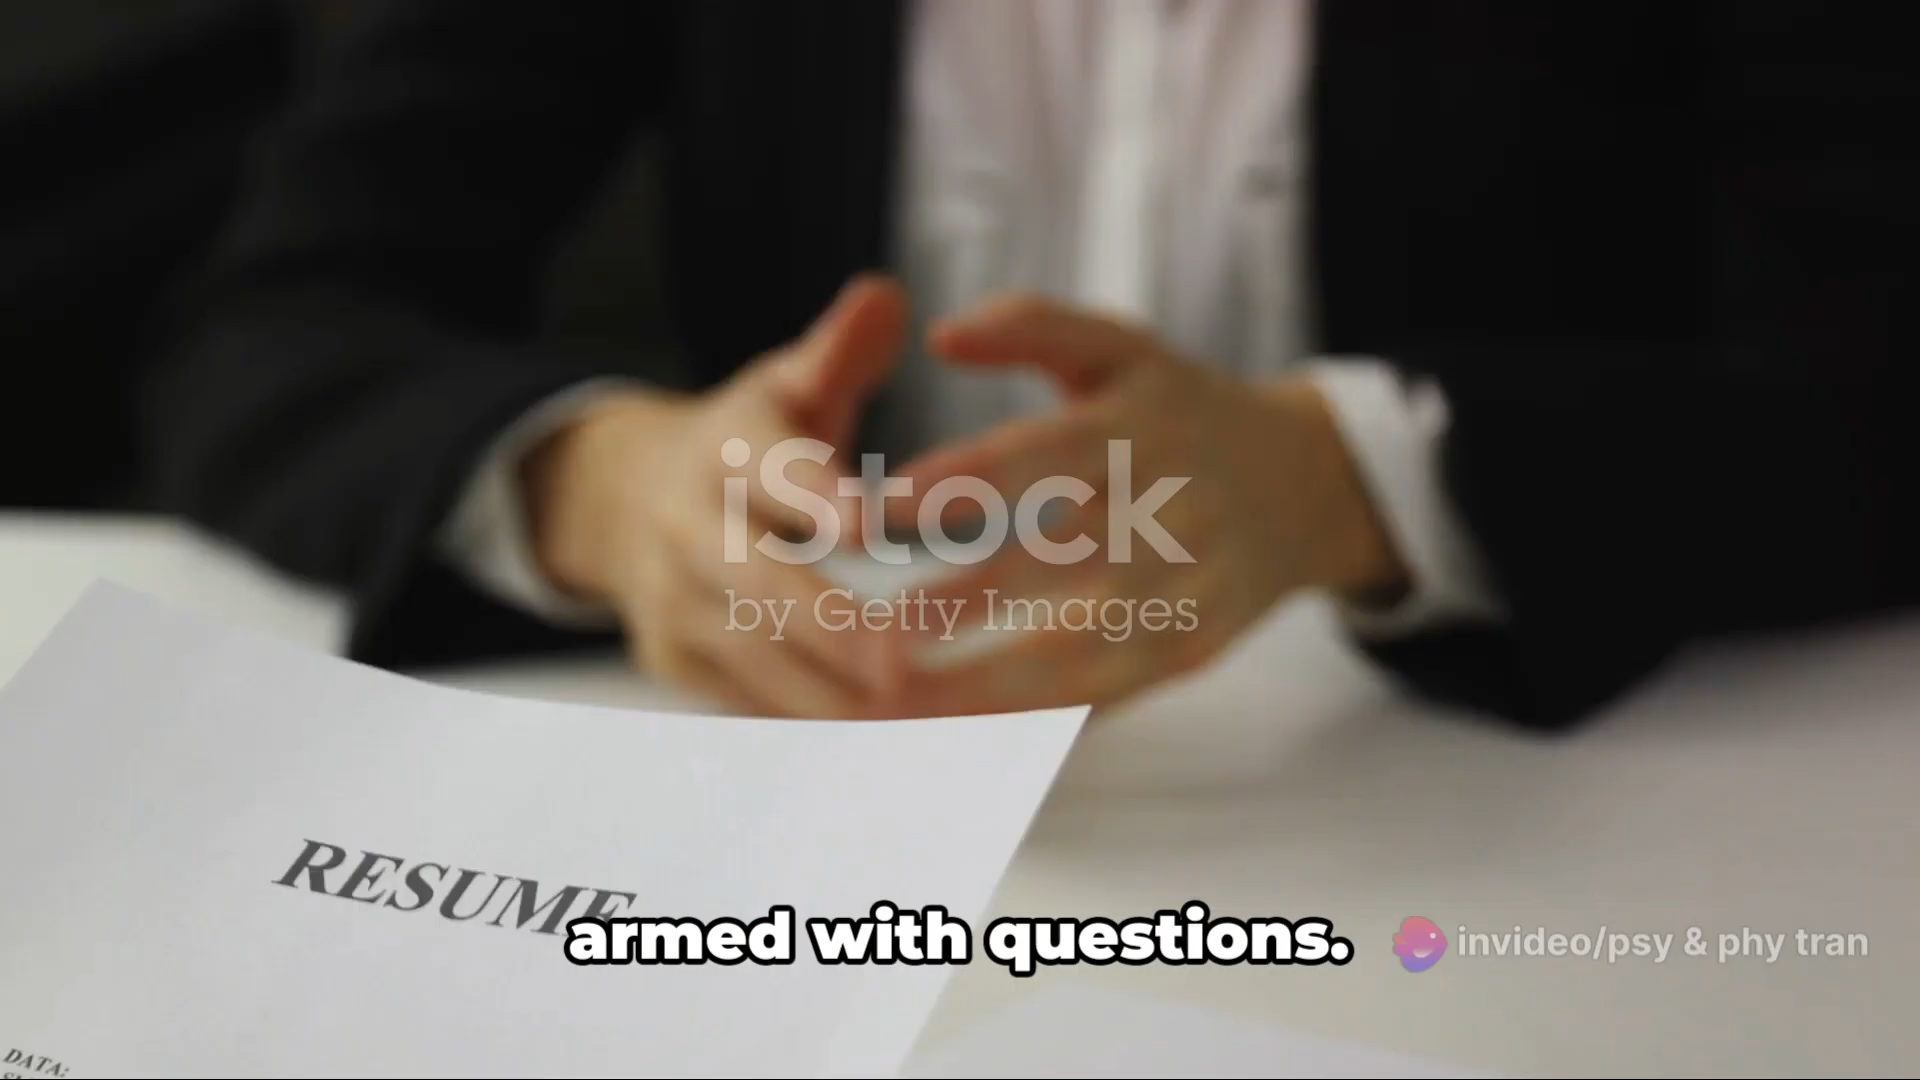 iStock
by Getty Images
RESUME
armed with questions.
invideo/psy & phy tran
DATA: